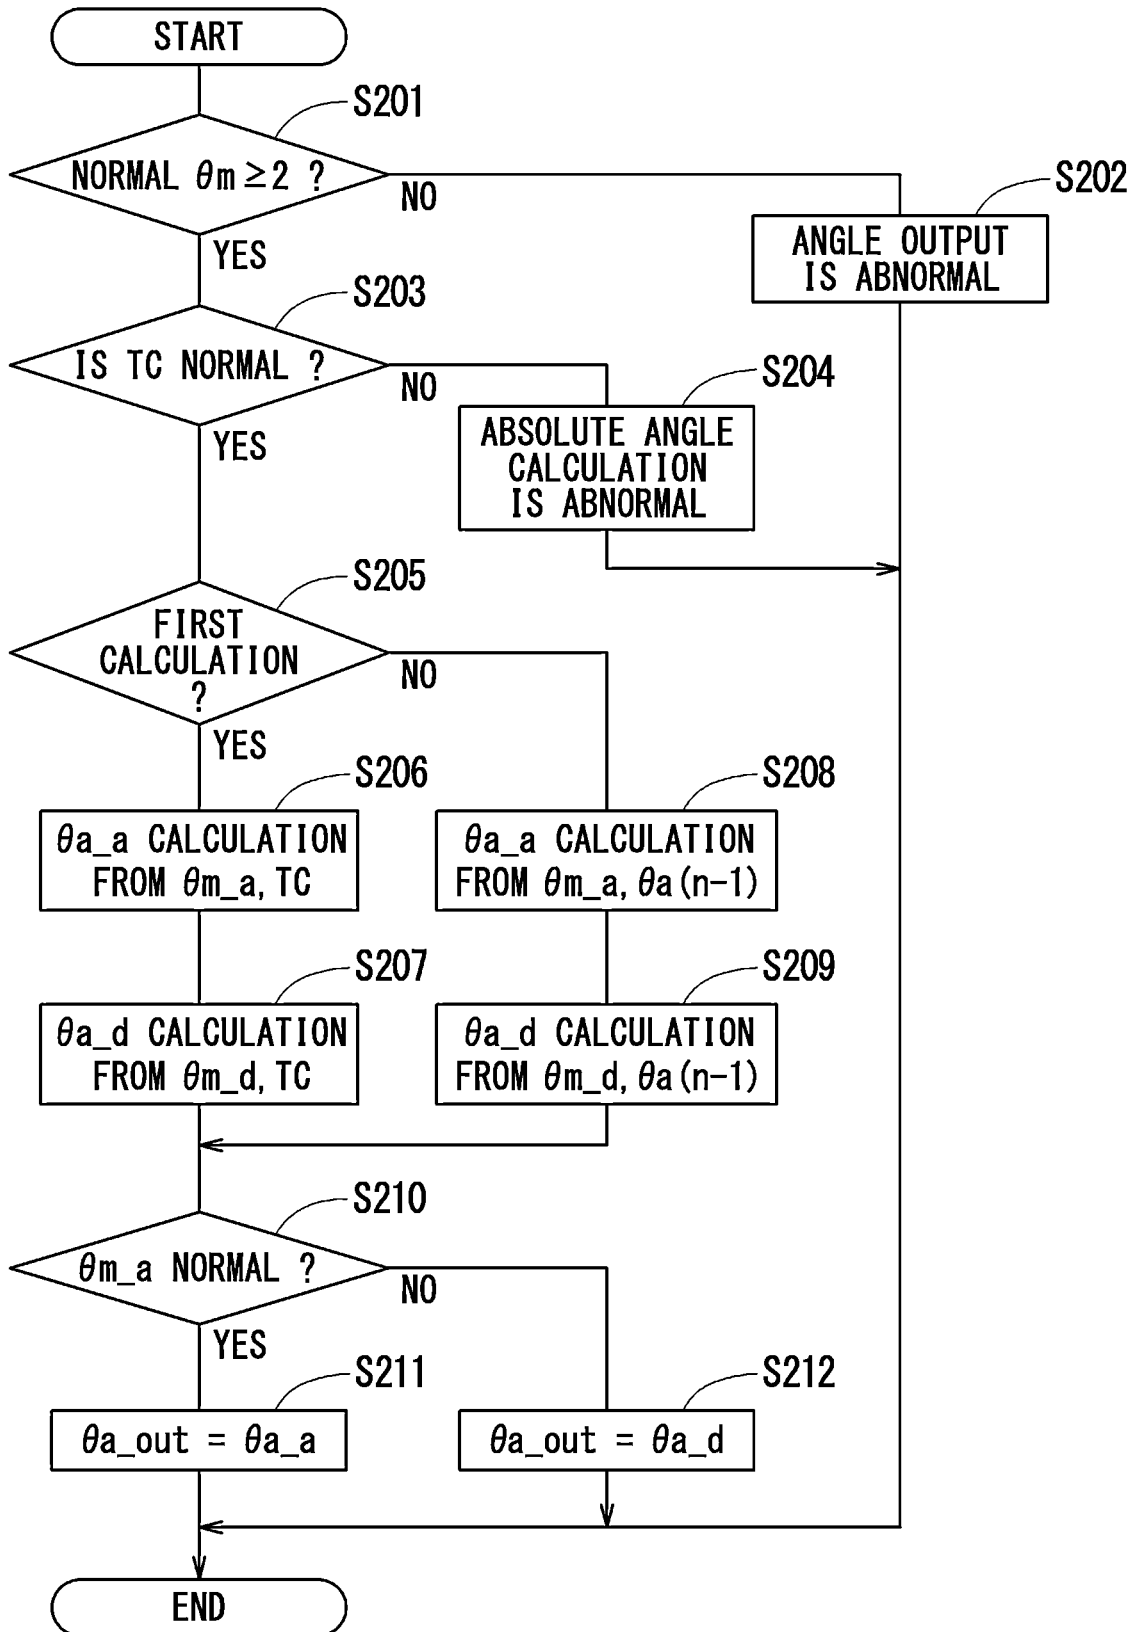 START
S201
NORMAL θm≧2 ?
NO
YES
S202
ANGLE OUTPUT
IS ABNORMAL
S203
IS TC NORMAL ?
NO
YES
S204
ABSOLUTE ANGLE
CALCULATION
IS ABNORMAL
S205
FIRST
CALCULATION
?
NO
YES
S206
θa_a CALCULATION
FROM θm_a, TC
S208
θa_a CALCULATION
FROM θm_a, θa(n-1)
S207
θa_d CALCULATION
FROM θm_d, TC
S209
θa_d CALCULATION
FROM θm_d, θa(n-1)
S210
θm_a NORMAL ?
NO
YES
S211
θa_out = θa_a
S212
θa_out = θa_d
END